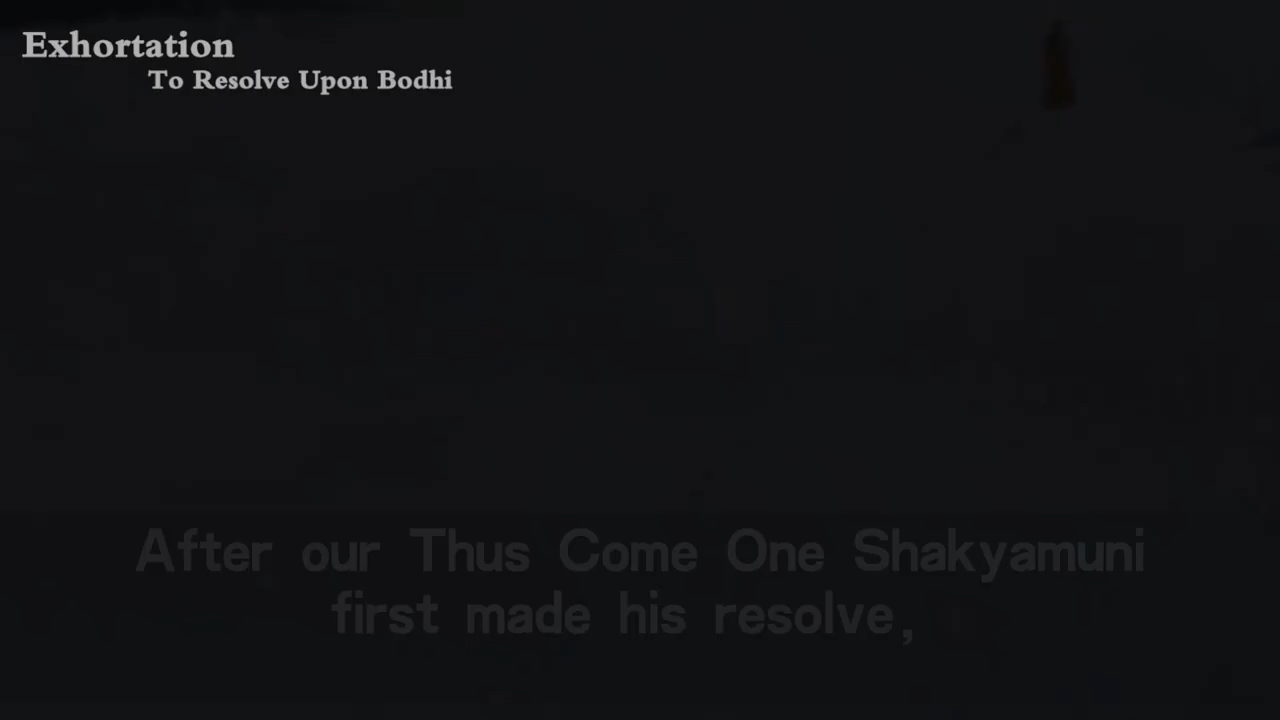 Exhortation
To Resolve Upon Bodhi
After our Thus Come One Shakyamuni
first made his resolve,